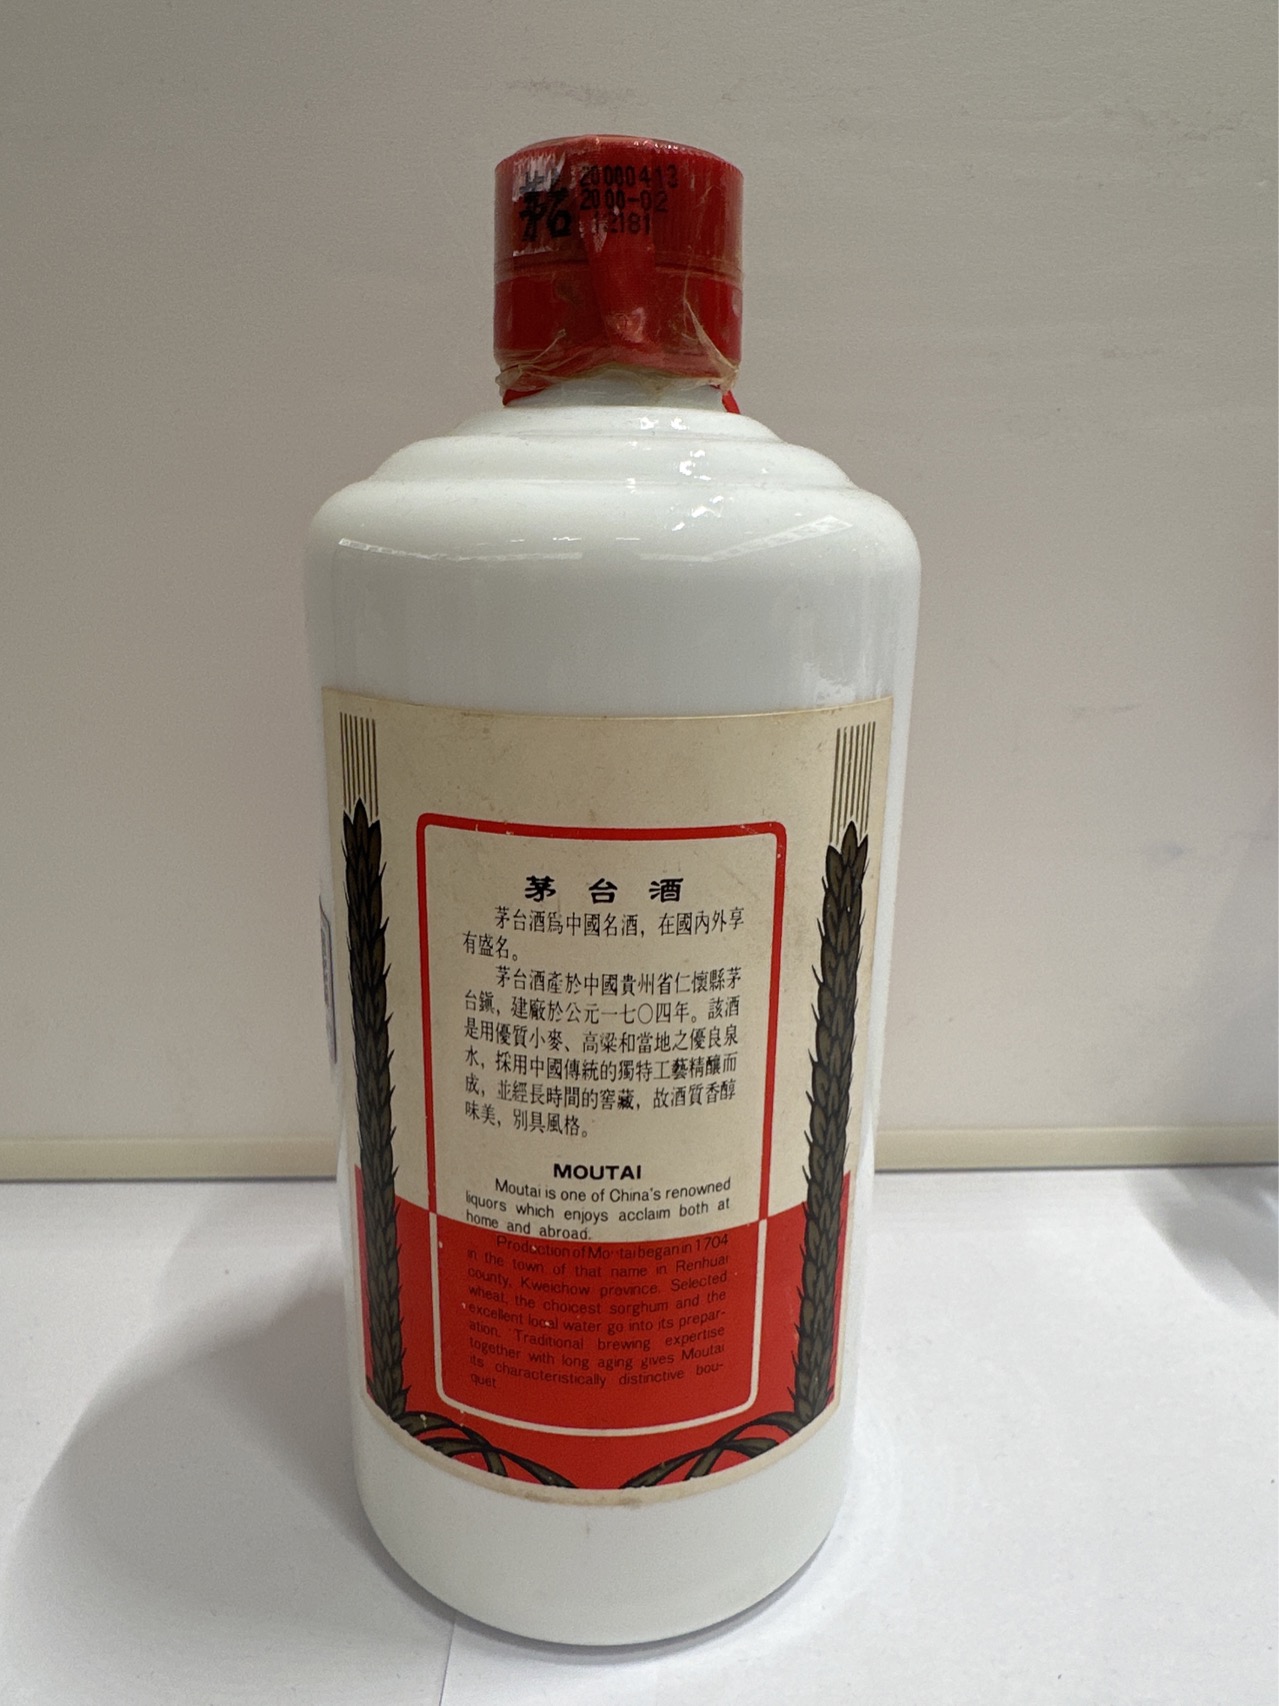 茅台
20000413
2000-02
12181
茅台酒
茅台酒爲中國名酒，在國內外享
有盛名。
茅台酒產於中國貴州省仁懷縣茅
台鎭，建廠於公元一七〇四年。該酒
是用優質小麥、高粱和當地之優良泉
水，採用中國傳統的獨特工藝精釀而
成，並經長時間的窖藏，故酒質香醇
味美，別具風格。
MOUTAI
Moutai is one of China's renowned
liquors which enjoys acclaim both at
home and abroad.
Production of Moutai began in 1704
in the town of that name in Renhuai
county, Kweichow province. Selected
wheat, the choicest sorghum and the
excellent local water go into its prepar-
ation. Traditional brewing expertise
together with long aging gives Moutai
its characteristically distinctive bou-
quet